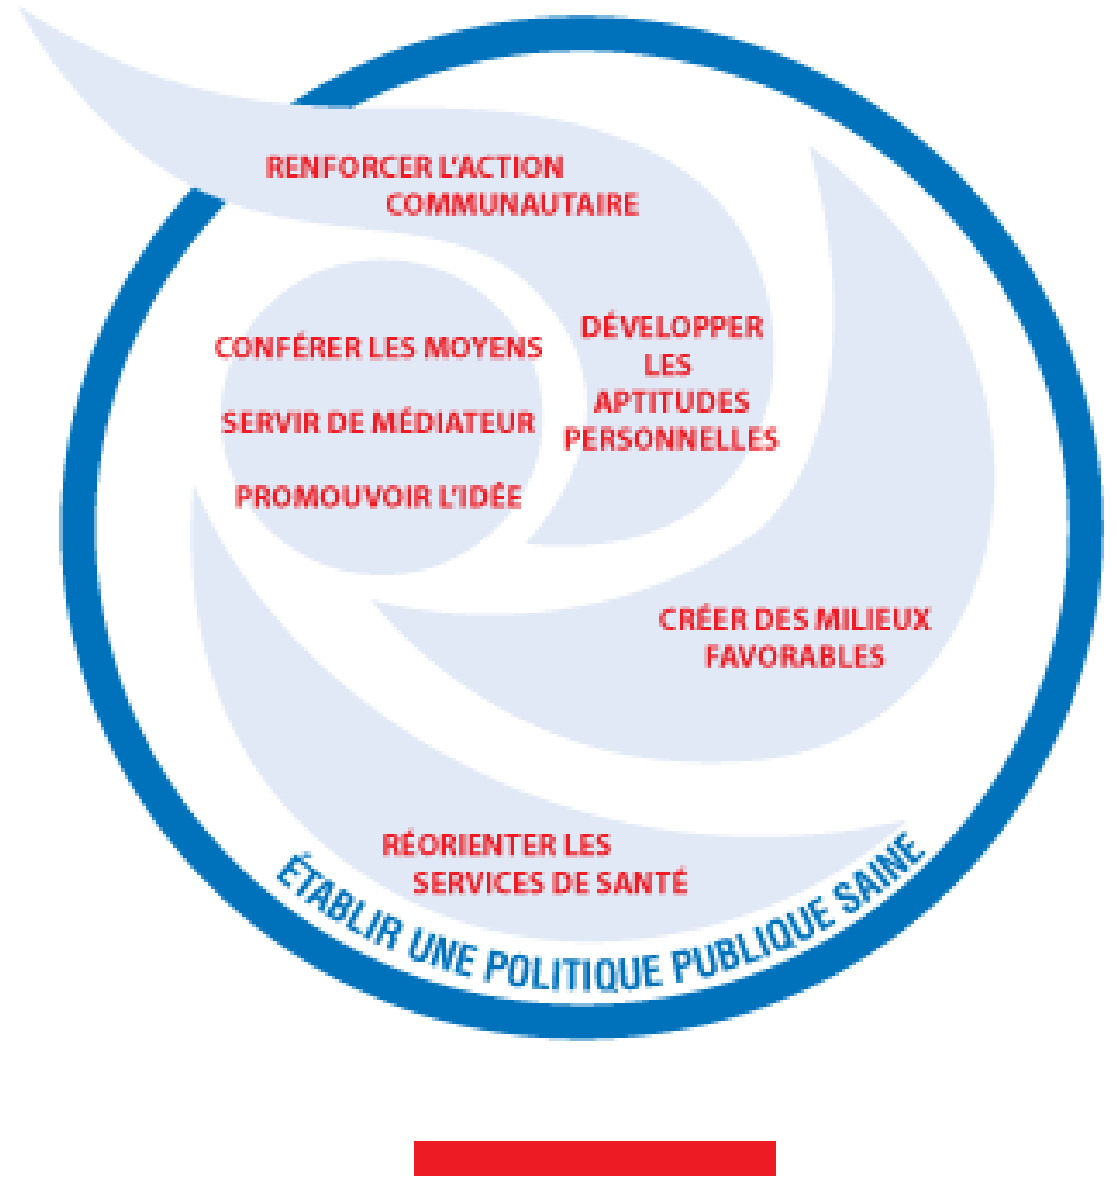 RENFORCER L'ACTION
COMMUNAUTAIRE
CONFÉRER LES MOYENS
SERVIR DE MÉDIATEUR
PROMOUVOIR L'IDÉE
DÉVELOPPER
LES
APTITUDES
PERSONNELLES
CRÉER DES MILIEUX
FAVORABLES
RÉORIENTER LES
SERVICES DE SANTÉ
ÉTABLIR UNE POLITIQUE PUBLIQUE SAINE